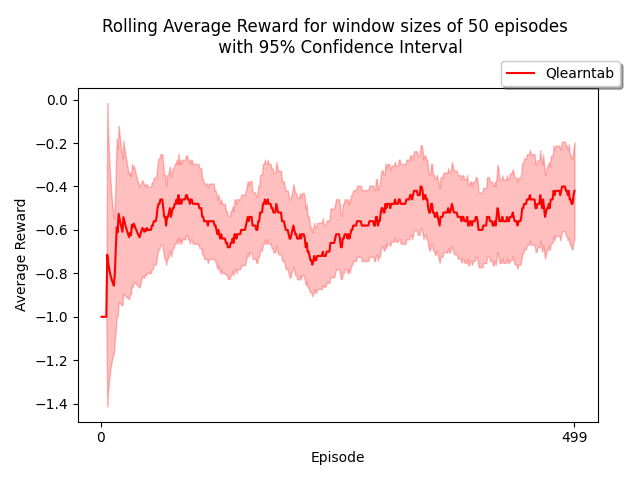 Rolling Average Reward for window sizes of 50 episodes
with 95% Confidence Interval
Qlearntab
Average Reward
0.0
−0.2
−0.4
−0.6
−0.8
−1.0
−1.2
−1.4
0
499
Episode